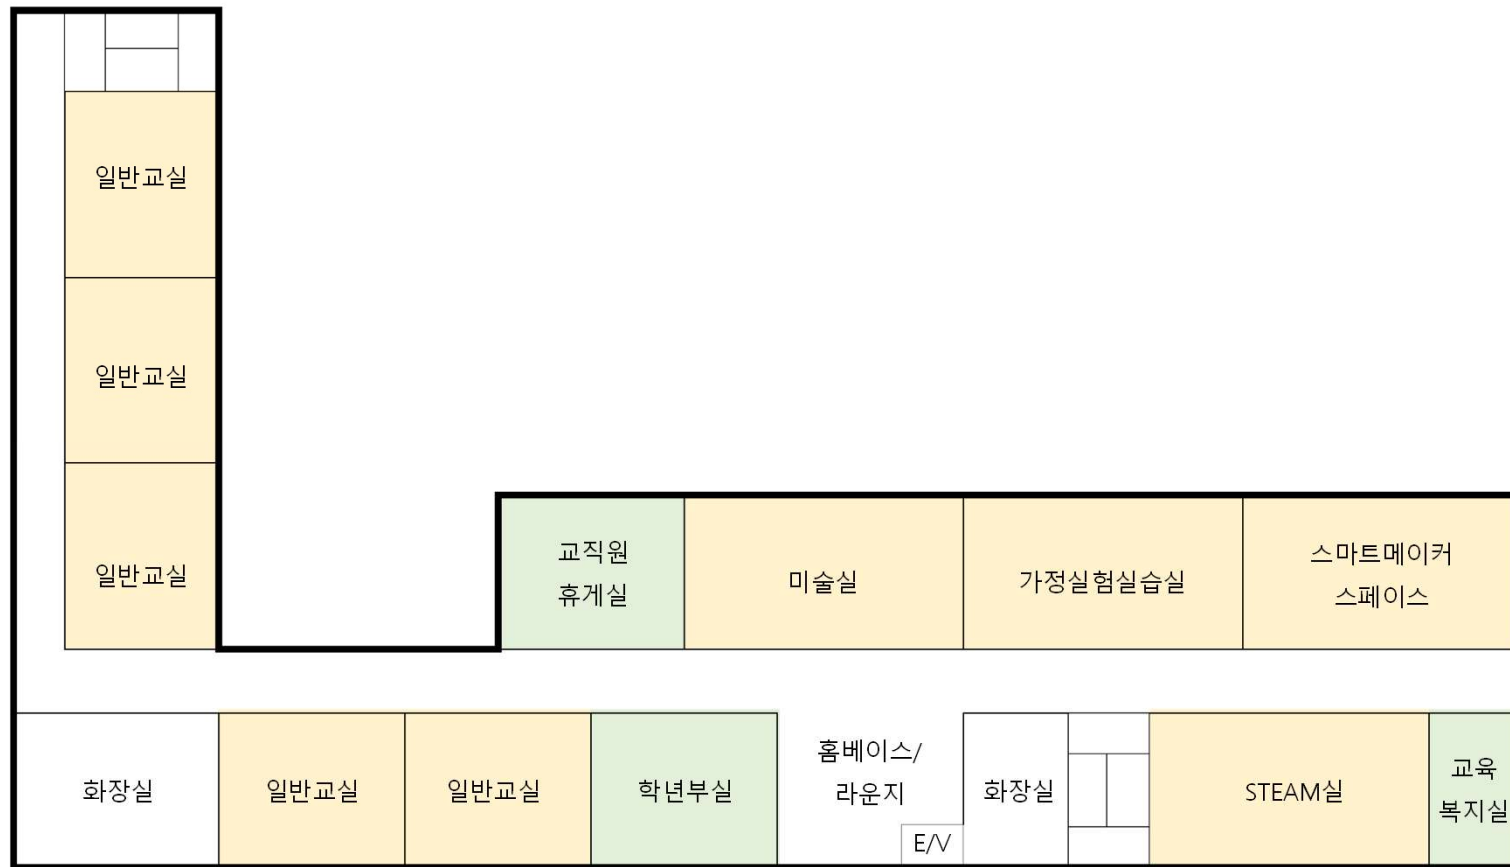 일반교실
일반교실
일반교실
교직원
휴게실
미술실
가정실험실습실
스마트메이커
스페이스
화장실
일반교실
일반교실
학년부실
홈베이스/
라운지
E/V
화장실
STEAM실
교육
복지실